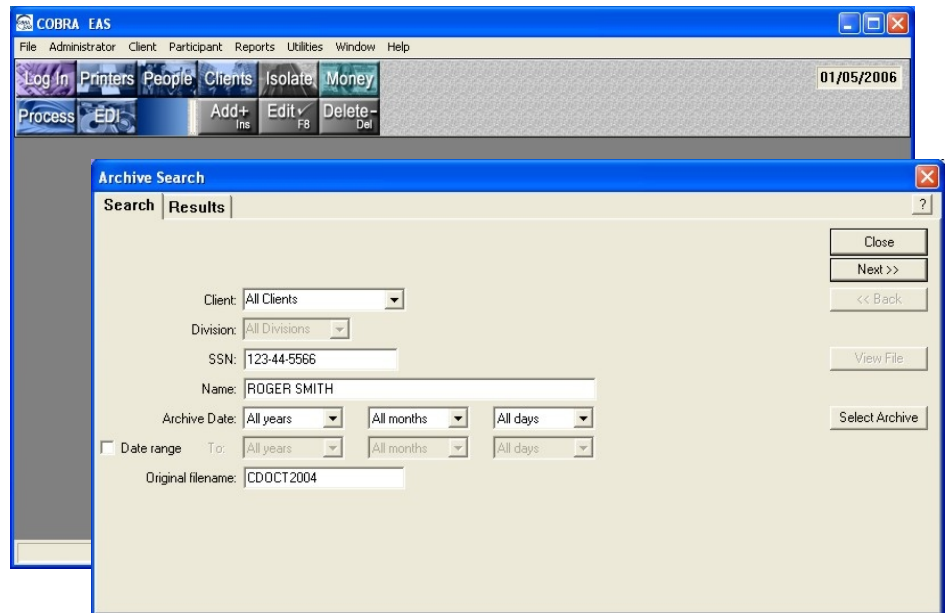 COBRA EAS
File Administrator Client Participant Reports Utilities Window Help
Log In Printers People Clients Isolate Money 01/05/2006
Process EDI Add+ Ins Edit✓ F8 Delete- Del
Archive Search
Search Results ?
Close
Next >>
Client: All Clients << Back
Division: All Divisions
SSN: 123-44-5566 View File
Name: ROGER SMITH
Archive Date: All years All months All days Select Archive
Date range To: All years All months All days
Original filename: CDOCT2004